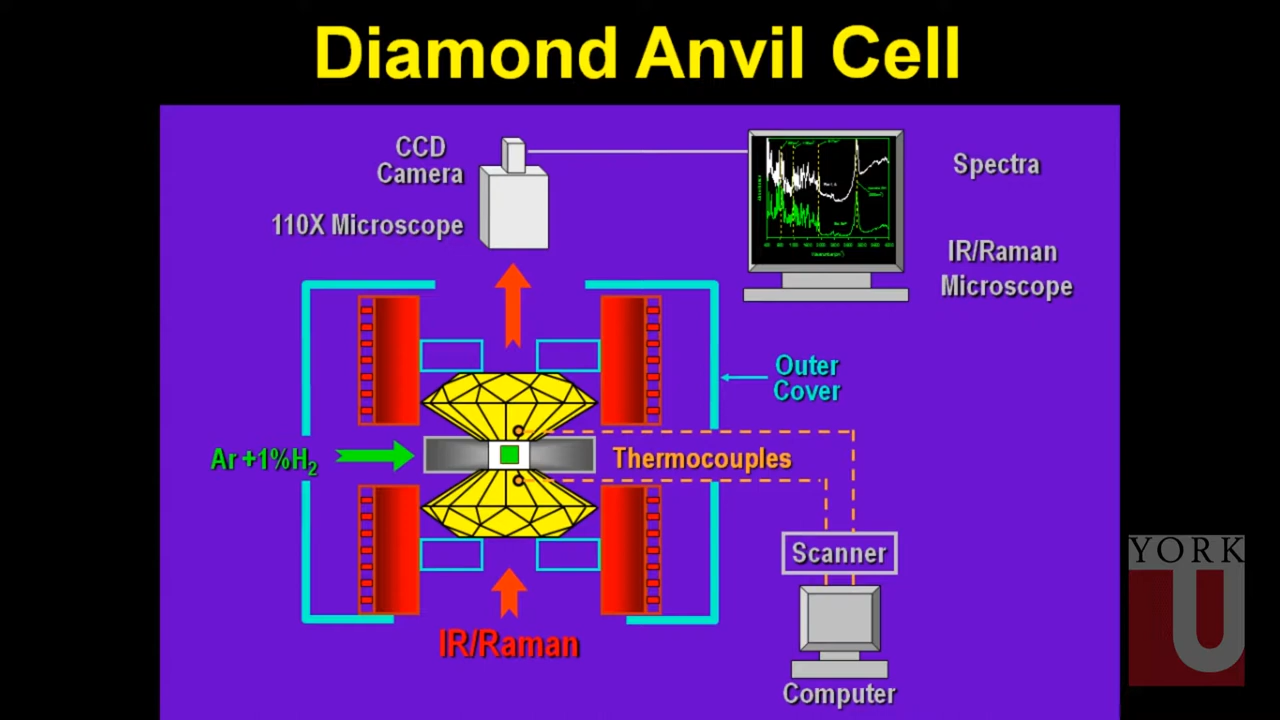 Diamond Anvil Cell
CCD
Camera
110X Microscope
Spectra
IR/Raman
Microscope
Outer
Cover
Ar +1%H₂
Thermocouples
Scanner
IR/Raman
Computer
YORK
U